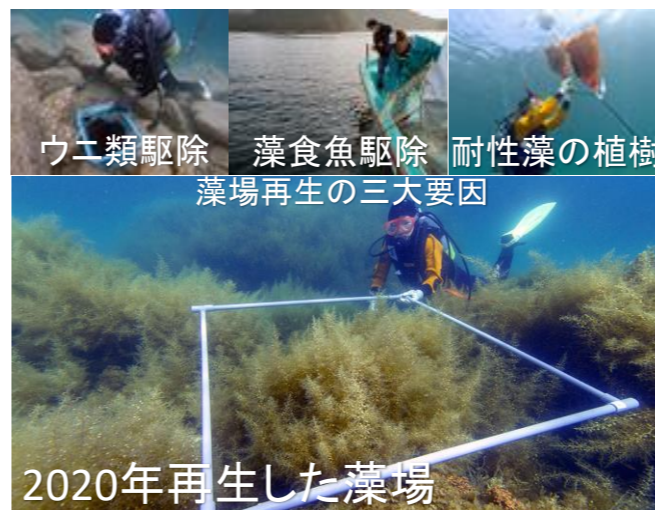 ウニ類駆除
藻食魚駆除
耐性藻の植樹
藻場再生の三大要因
2020年再生した藻場